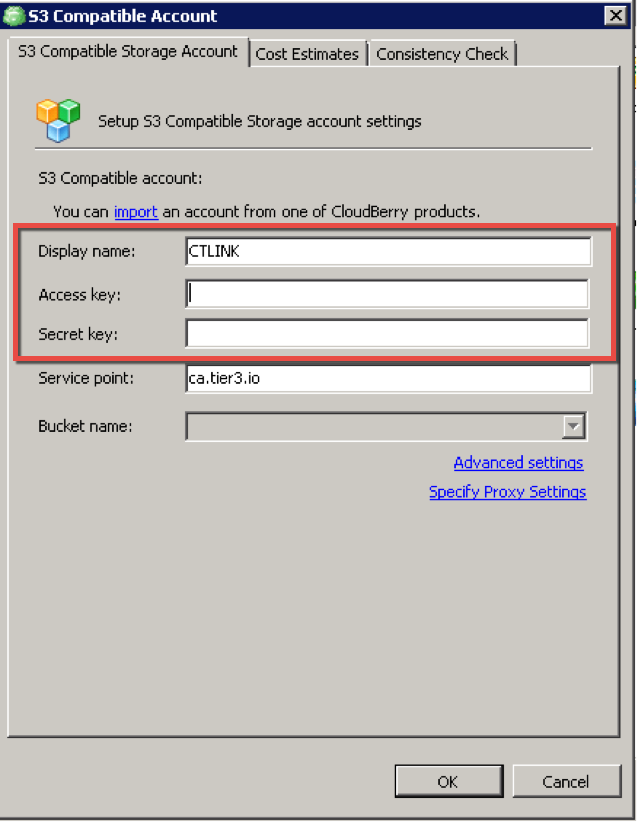 S3 Compatible Account
S3 Compatible Storage Account Cost Estimates Consistency Check
Setup S3 Compatible Storage account settings
S3 Compatible account:
You can import an account from one of CloudBerry products.
Display name: CTLINK
Access key:
Secret key:
Service point: ca.tier3.io
Bucket name:
Advanced settings
Specify Proxy Settings
OK Cancel